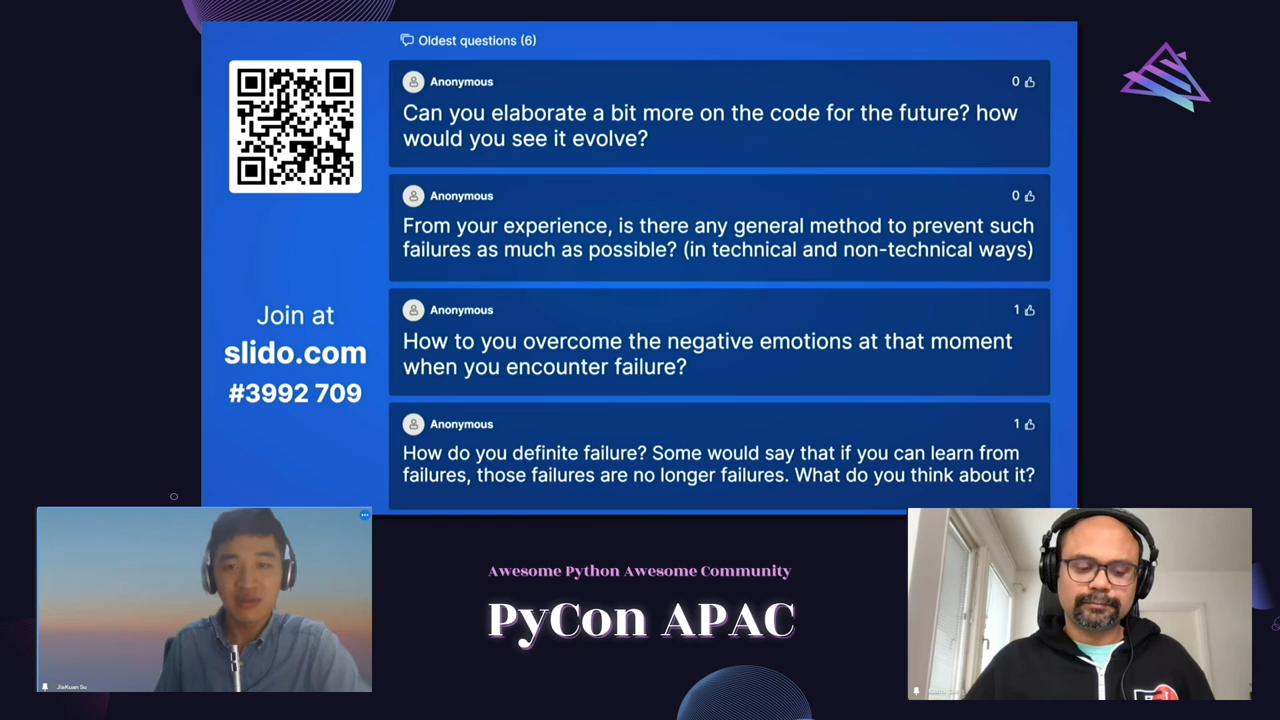 Oldest questions (6)
Anonymous
0
Can you elaborate a bit more on the code for the future? how
would you see it evolve?
Anonymous
0
From your experience, is there any general method to prevent such
failures as much as possible? (in technical and non-technical ways)
Anonymous
1
How to you overcome the negative emotions at that moment
when you encounter failure?
Anonymous
1
How do you definite failure? Some would say that if you can learn from
failures, those failures are no longer failures. What do you think about it?
Join at
slido.com
#3992 709
JiaKuan Su
Awesome Python Awesome Community
PyCon APAC